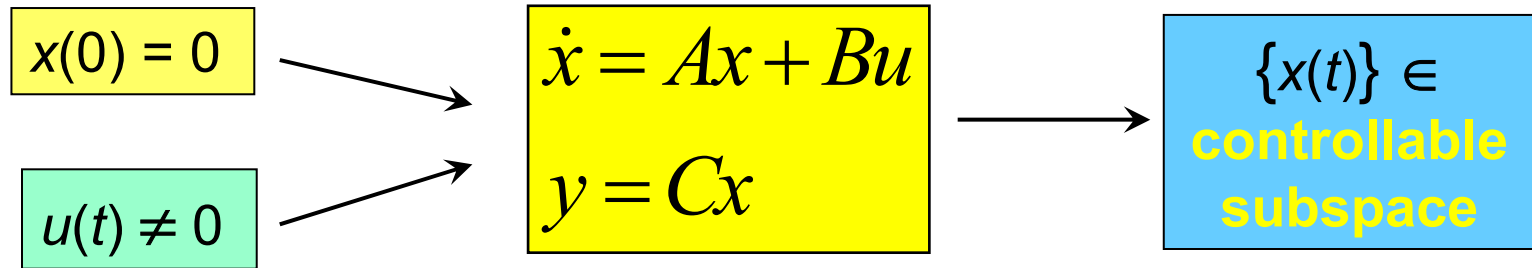 x(0) = 0
u(t) ≠ 0
ẋ = Ax + Bu
y = Cx
{x(t)} ∈
controllable
subspace